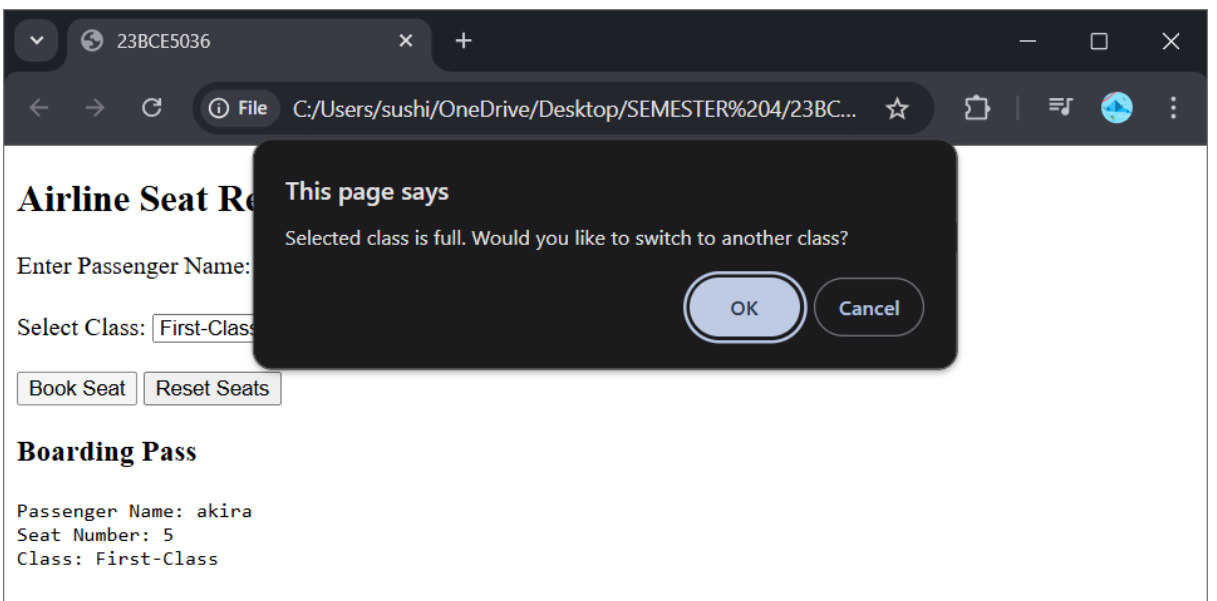 23BCE5036
File C:/Users/sushi/OneDrive/Desktop/SEMESTER%204/23BC...
This page says
Selected class is full. Would you like to switch to another class?
OK Cancel
Airline Seat Re
Enter Passenger Name:
Select Class: First-Class
Book Seat Reset Seats
Boarding Pass
Passenger Name: akira
Seat Number: 5
Class: First-Class